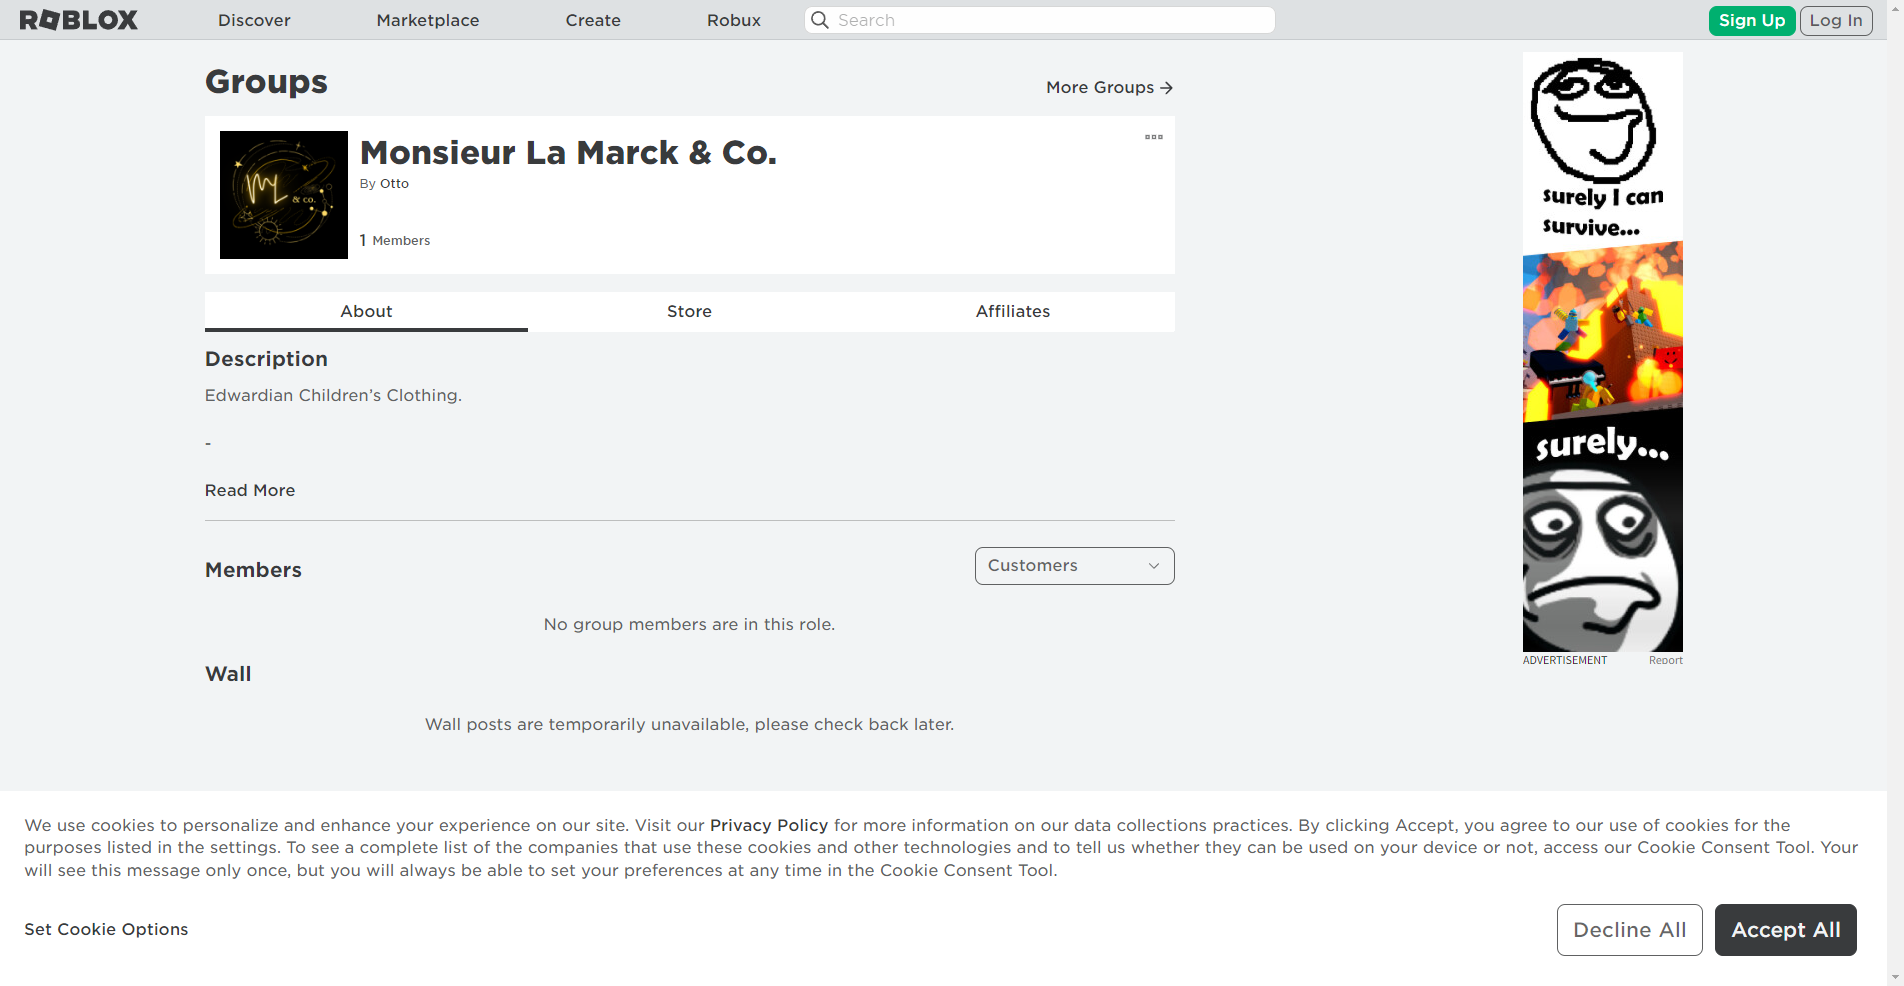 ROBLOX Discover Marketplace Create Robux Search Sign Up Log In
Groups
More Groups
Monsieur La Marck & Co.
By Otto
1 Members
ML
& co.
About Store Affiliates
Description
Edwardian Children’s Clothing.
-
Read More
Members
Customers
No group members are in this role.
Wall
Wall posts are temporarily unavailable, please check back later.
surely I can
survive...
surely...
ADVERTISEMENT Report
We use cookies to personalize and enhance your experience on our site. Visit our Privacy Policy for more information on our data collections practices. By clicking Accept, you agree to our use of cookies for the
purposes listed in the settings. To see a complete list of the companies that use these cookies and other technologies and to tell us whether they can be used on your device or not, access our Cookie Consent Tool. Your
will see this message only once, but you will always be able to set your preferences at any time in the Cookie Consent Tool.
Set Cookie Options
Decline All Accept All